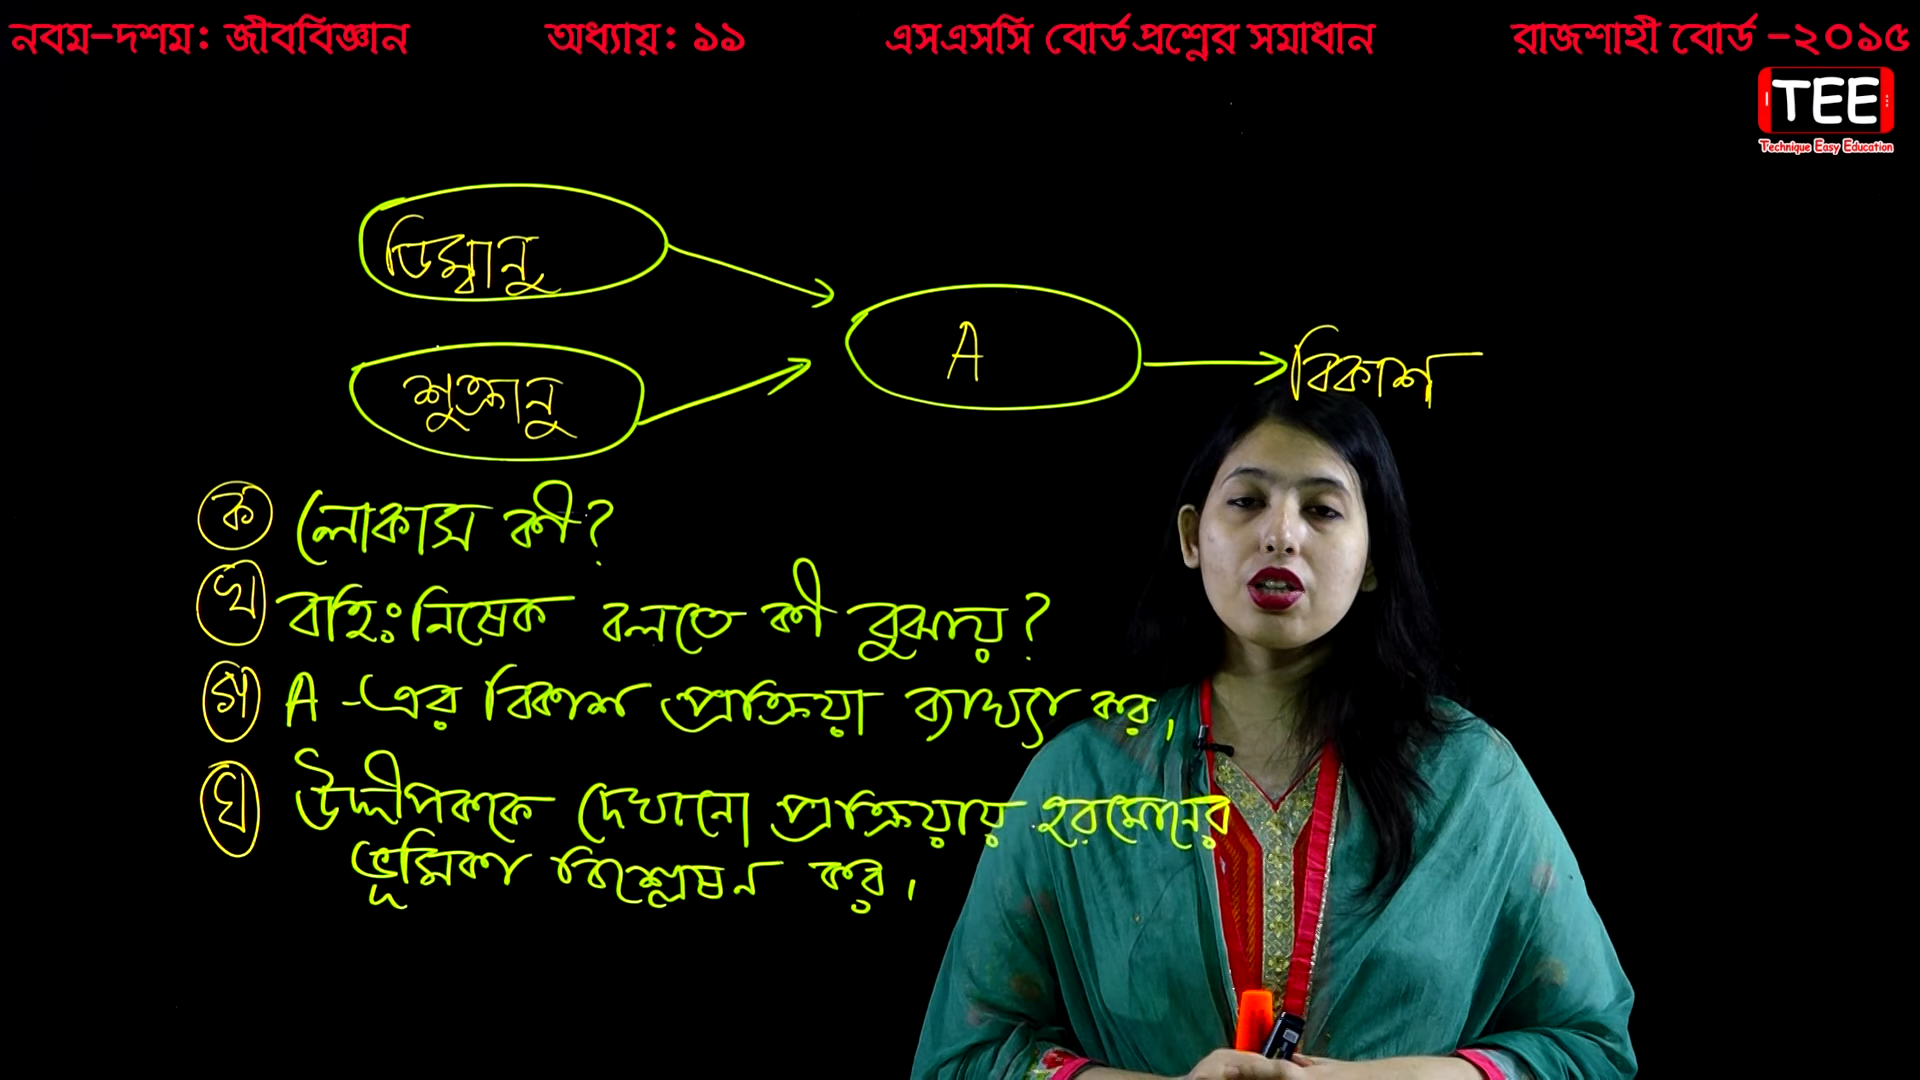 নবম-দশম: জীববিজ্ঞান অধ্যায়: ১১ এসএসসি বোর্ড প্রশ্নের সমাধান রাজশাহী বোর্ড -২০১৫
TEE
Technique Easy Education
ডিম্বানু
শুক্রানু
A
বিকাশ
ক লোকাস কী?
খ বাহিঃনিষেক বলতে কী বুঝায়?
গ A-এর বিকাশ প্রক্রিয়া ব্যাখ্যা কর।
ঘ উদ্দীপককে দেখানো প্রক্রিয়ায় হরমোনের
ভূমিকা বিশ্লেষন কর।